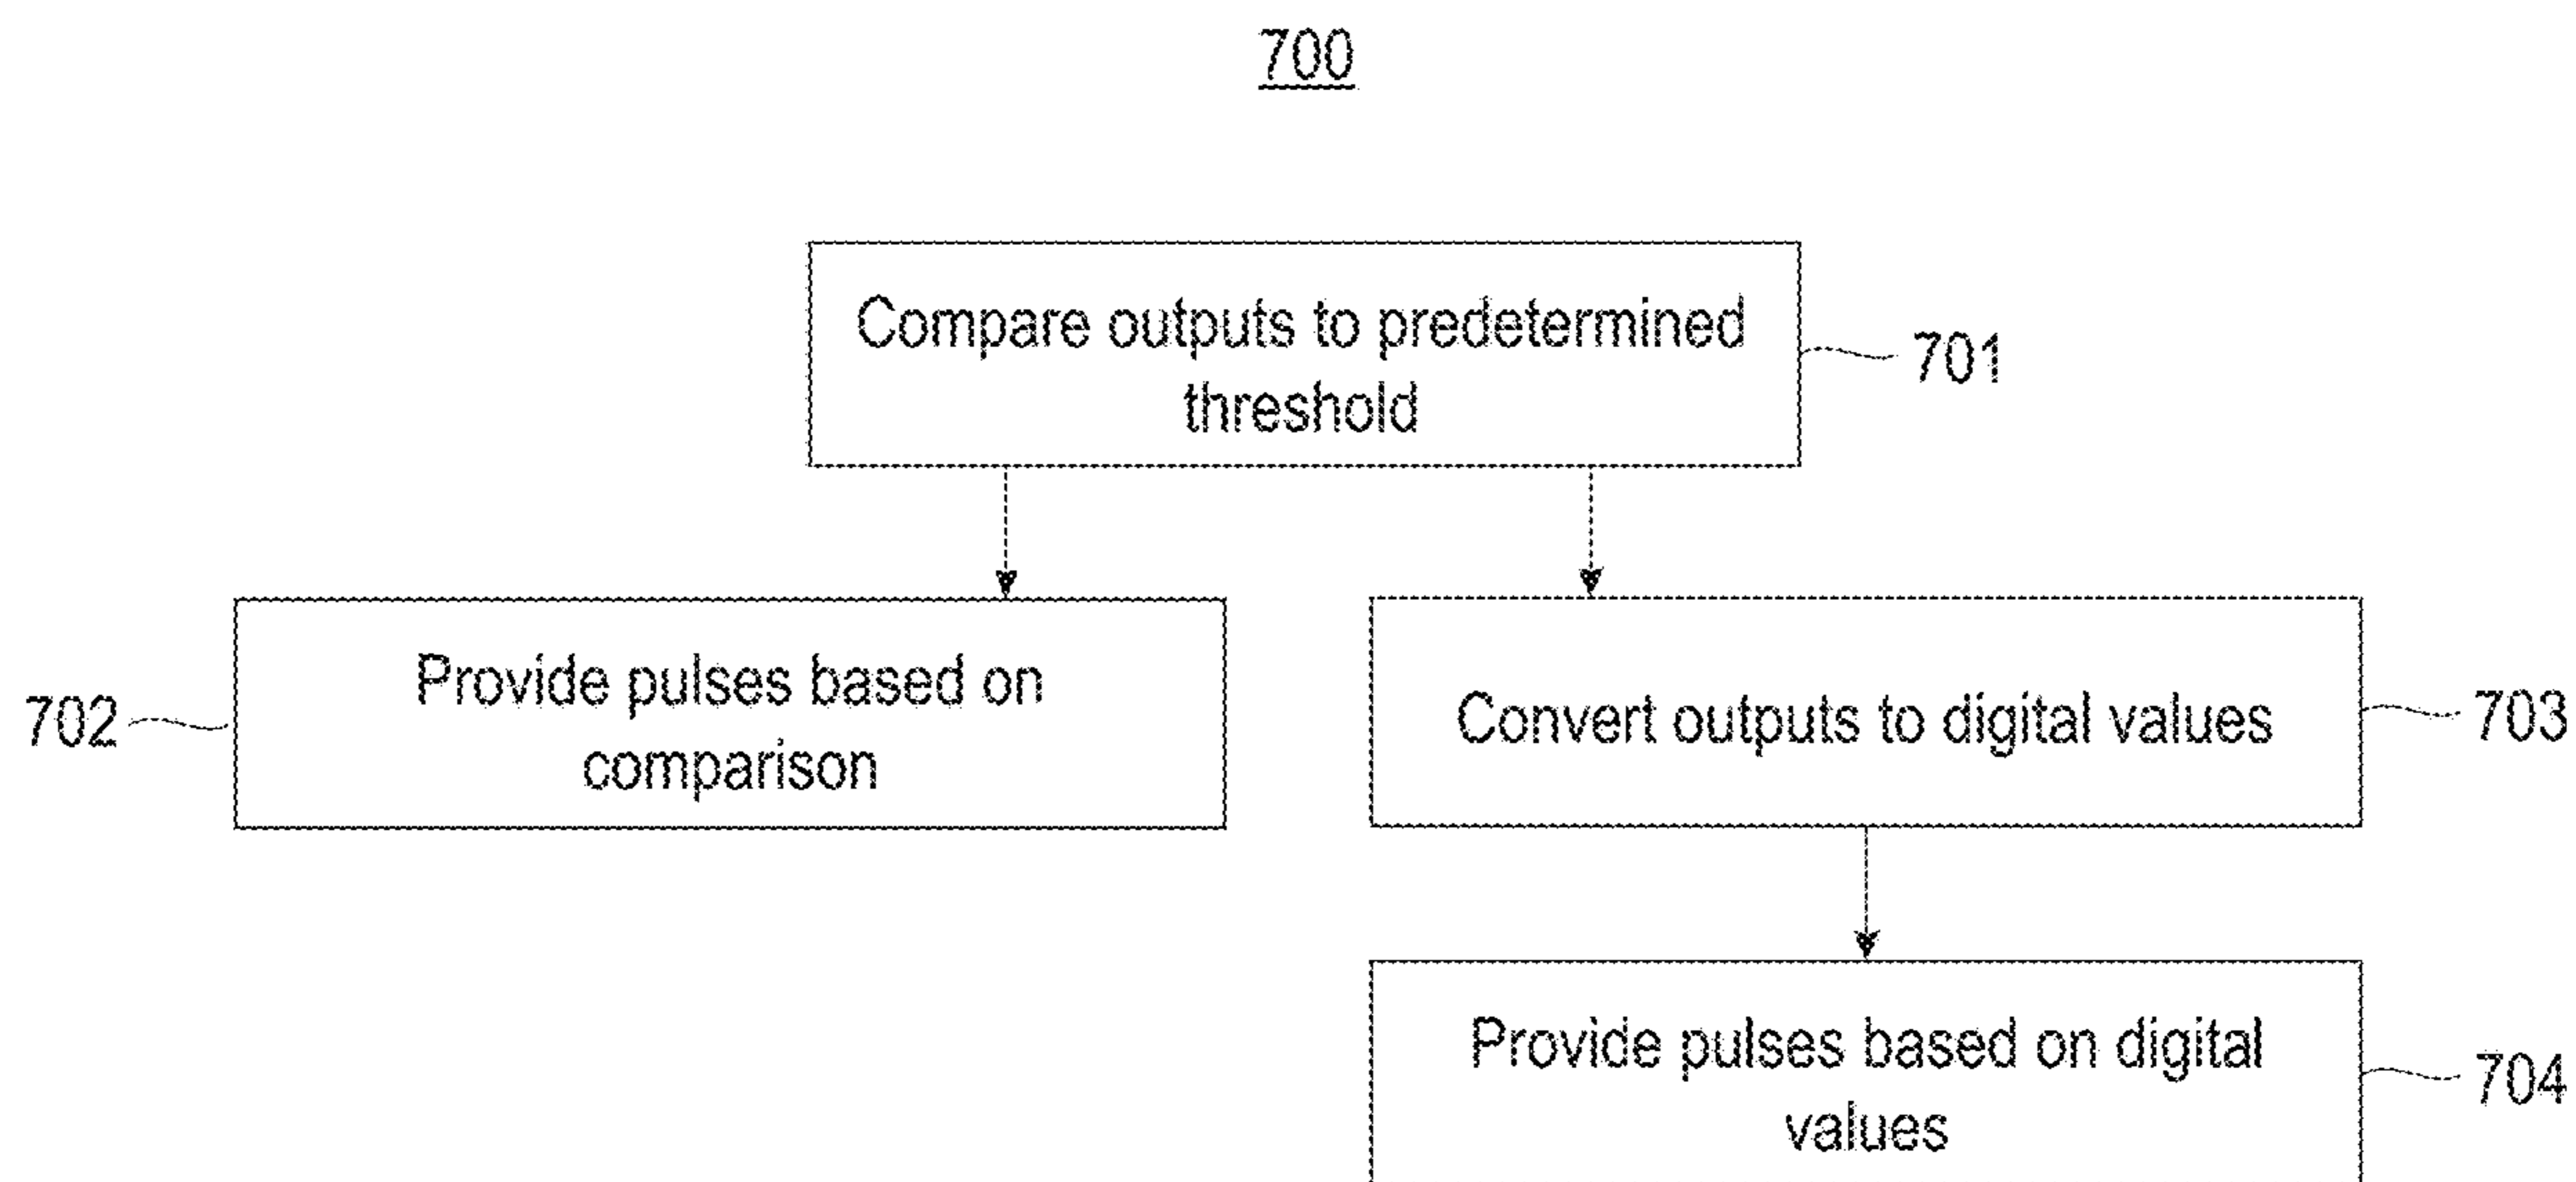 700
Compare outputs to predetermined
threshold
701
Provide pulses based on
comparison
702
Convert outputs to digital values
703
Provide pulses based on digital
values
704